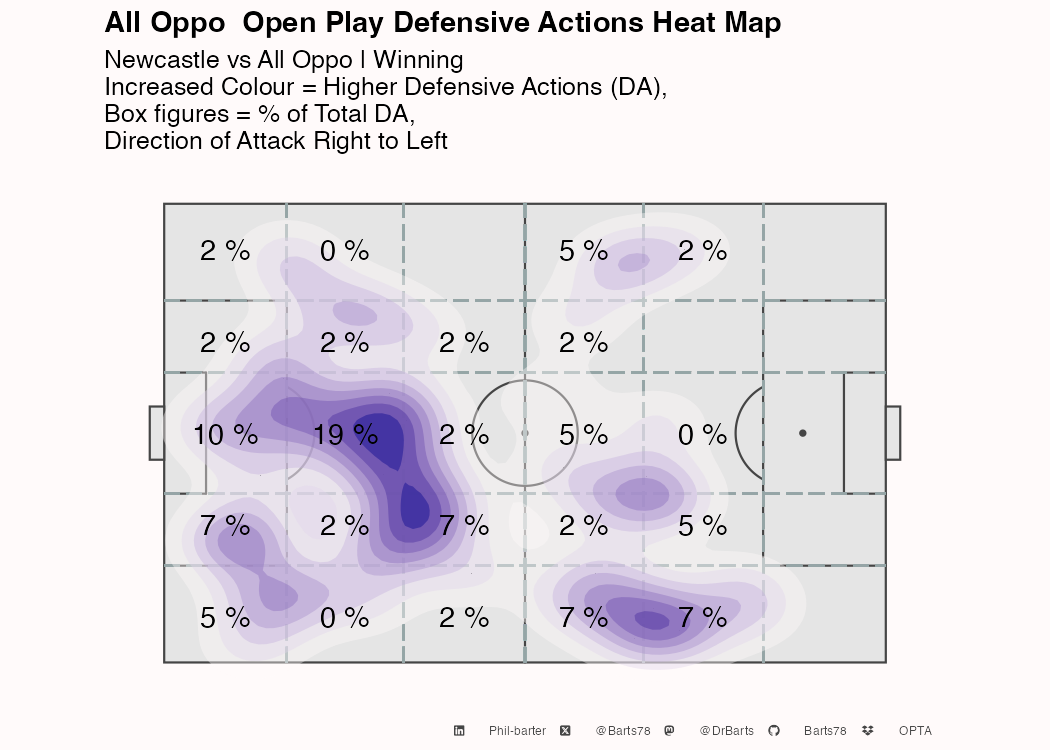 All Oppo  Open Play Defensive Actions Heat Map
Newcastle vs All Oppo | Winning
Increased Colour = Higher Defensive Actions (DA),
Box figures = % of Total DA,
Direction of Attack Right to Left
2 % 0 % 5 % 2 %
2 % 2 % 2 % 2 %
10 % 19 % 2 % 5 % 0 %
7 % 2 % 7 % 2 % 5 %
5 % 0 % 2 % 7 % 7 %
Phil-barter @Barts78 @DrBarts Barts78 OPTA